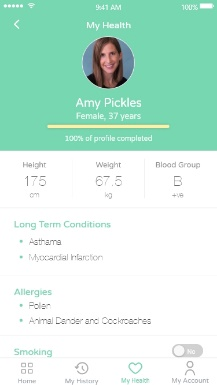 9:41 AM
100%
My Health
Amy Pickles
Female, 37 years
100% of profile completed
Height
Weight
Blood Group
175
67.5
B
cm
kg
+ve
Long Term Conditions
Asthama
Myocardial Infarction
Allergies
Pollen
Animal Dander and Cockroaches
Smoking
No
Home
My History
My Health
My Account